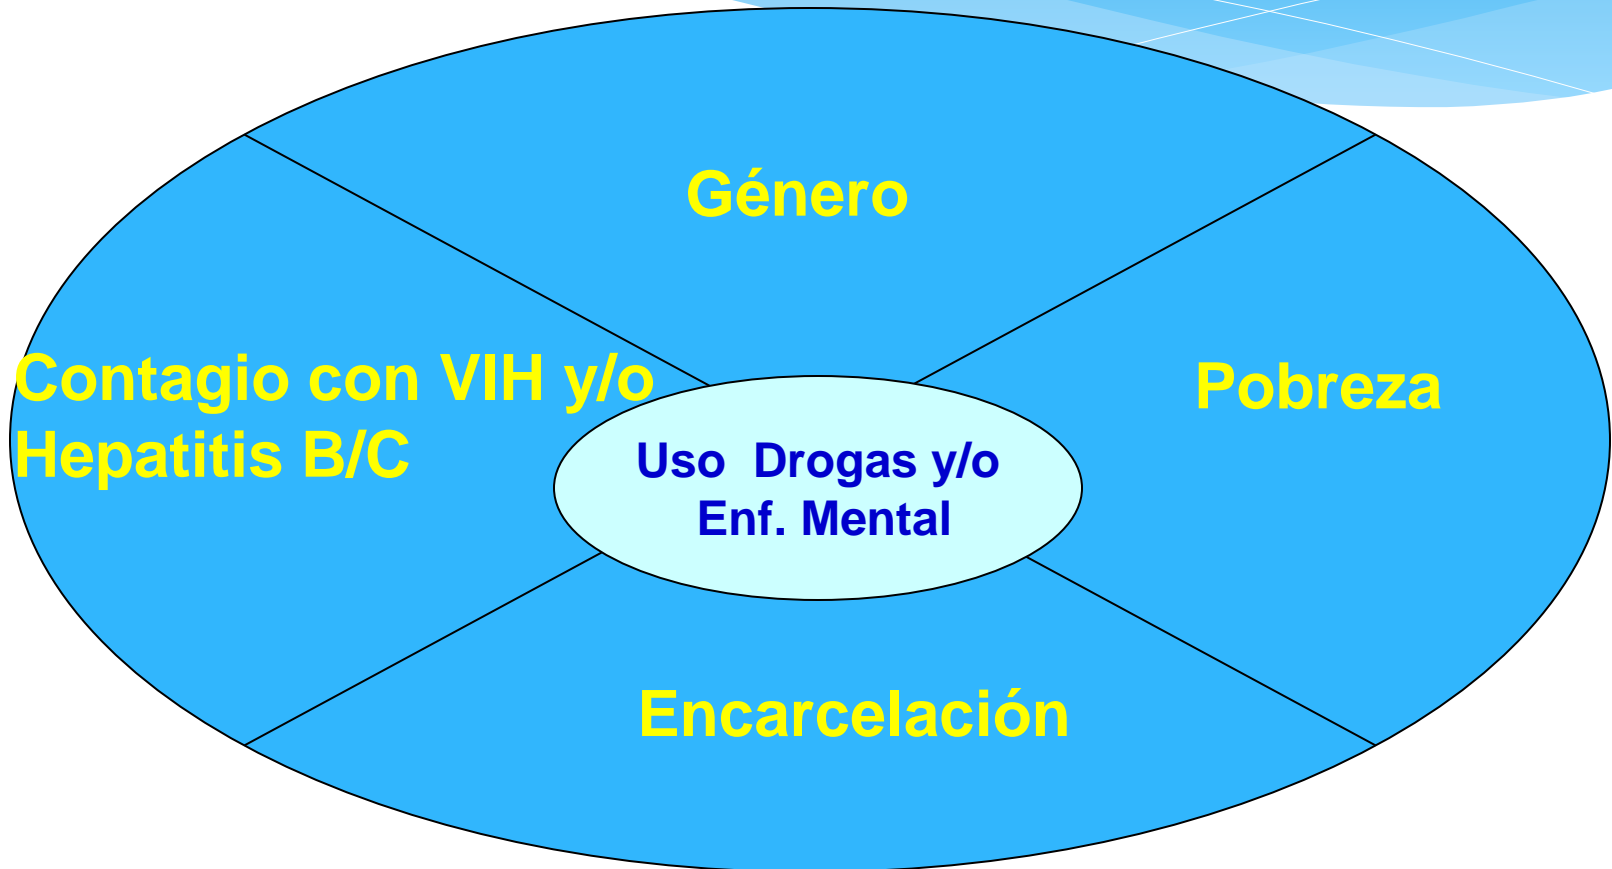 Género
Contagio con VIH y/o
Hepatitis B/C
Pobreza
Uso Drogas y/o
Enf. Mental
Encarcelación